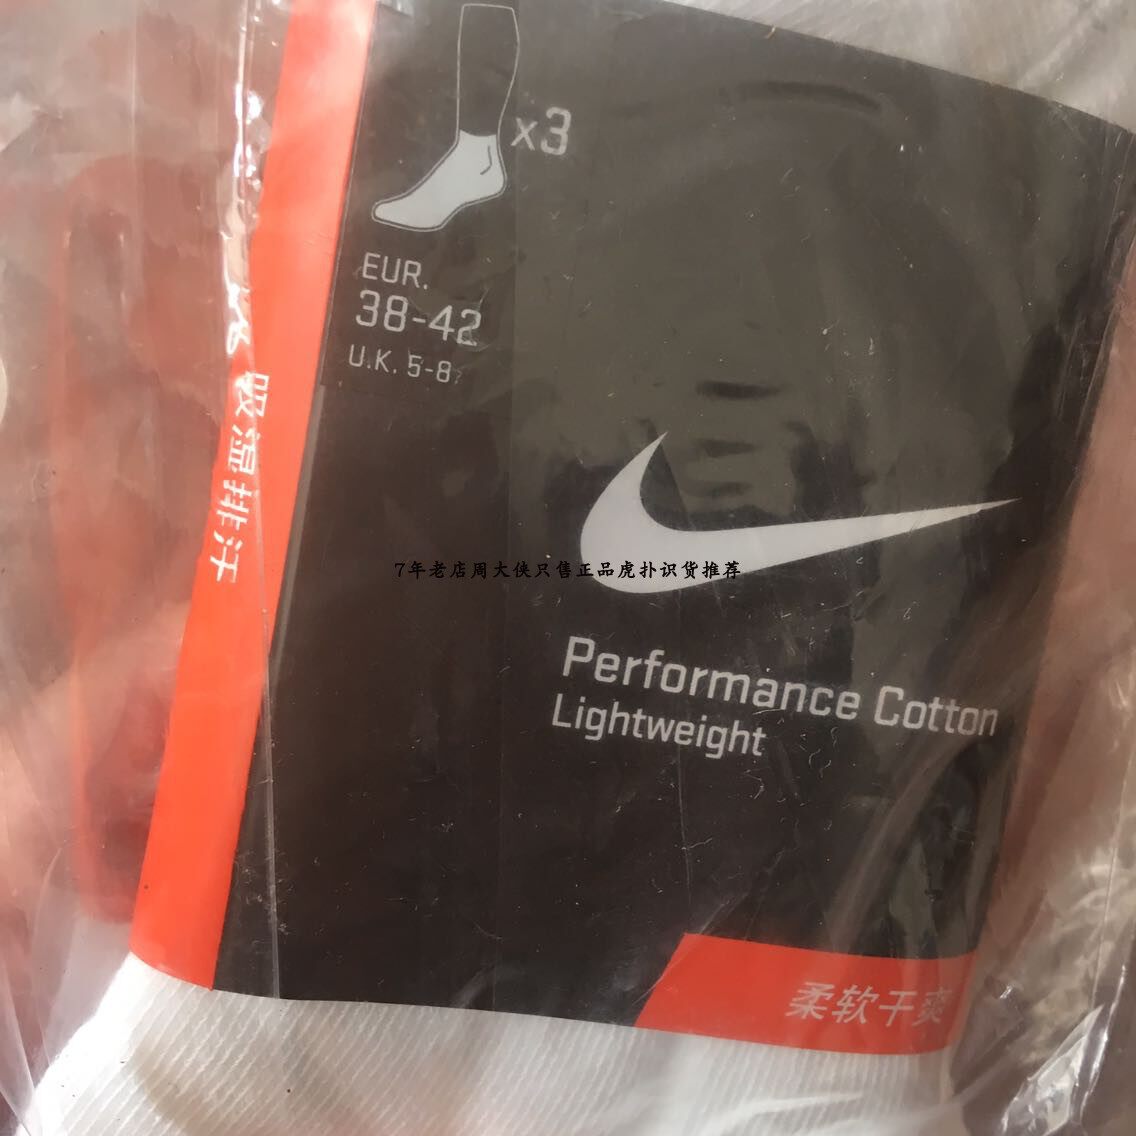 x3
EUR.
38-42
U.K. 5-8
吸湿排汗
7年老店周大侠只售正品虎扑识货推荐
Performance Cotton
Lightweight
柔软干爽